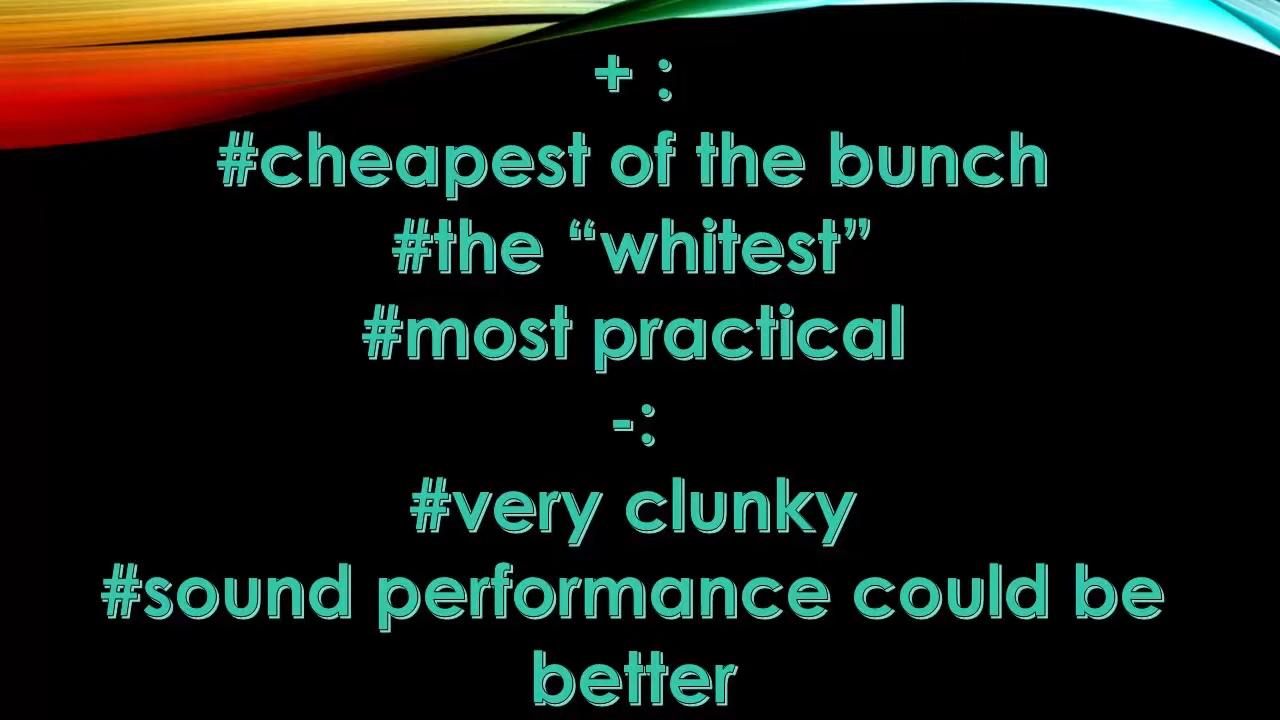 + :
#cheapest of the bunch
#the “whitest”
#most practical
-:
#very clunky
#sound performance could be
better